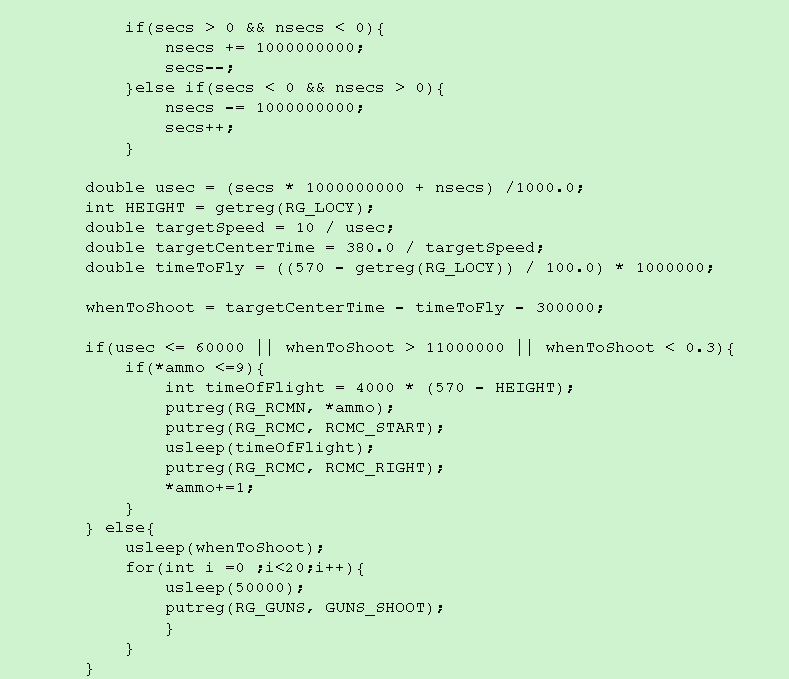 if(secs > 0 && nsecs < 0){
nsecs += 1000000000;
secs--;
}else if(secs < 0 && nsecs > 0){
nsecs -= 1000000000;
secs++;
}
double usec = (secs * 1000000000 + nsecs) /1000.0;
int HEIGHT = getreg(RG_LOCY);
double targetSpeed = 10 / usec;
double targetCenterTime = 380.0 / targetSpeed;
double timeToFly = ((570 - getreg(RG_LOCY)) / 100.0) * 1000000;
whenToShoot = targetCenterTime - timeToFly - 300000;
if(usec <= 60000 || whenToShoot > 11000000 || whenToShoot < 0.3){
if(*ammo <=9){
int timeOfFlight = 4000 * (570 - HEIGHT);
putreg(RG_RCMN, *ammo);
putreg(RG_RCMC, RCMC_START);
usleep(timeOfFlight);
putreg(RG_RCMC, RCMC_RIGHT);
*ammo+=1;
}
} else{
usleep(whenToShoot);
for(int i =0 ;i<20;i++){
usleep(50000);
putreg(RG_GUNS, GUNS_SHOOT);
}
}
}